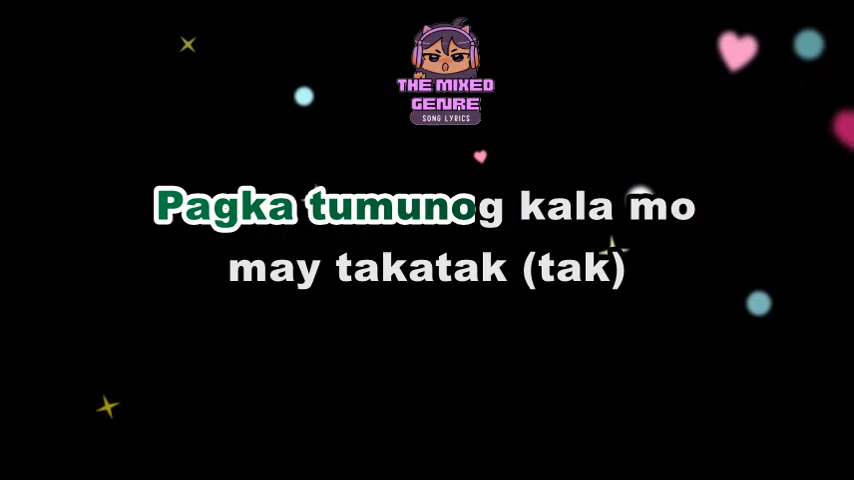 THE MIXED
GENRE
SONG LYRICS
Pagka tumunog kala mo
may takatak (tak)